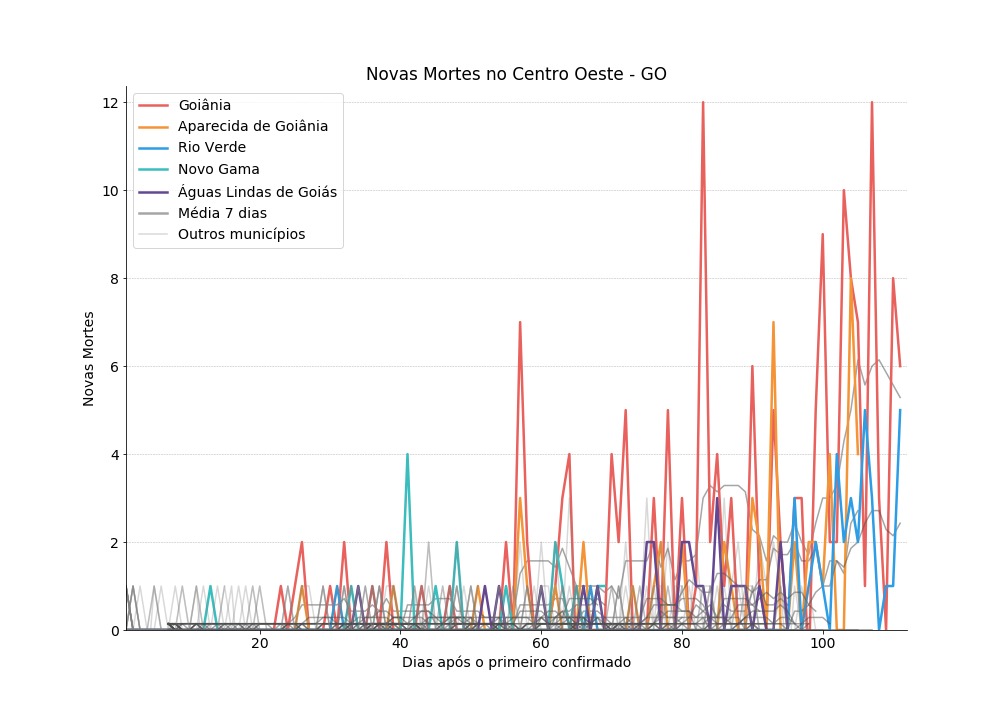 Novas Mortes no Centro Oeste - GO
Goiânia
Aparecida de Goiânia
Rio Verde
Novo Gama
Águas Lindas de Goiás
Média 7 dias
Outros municípios
12
10
8
6
4
2
0
Novas Mortes
20 40 60 80 100
Dias após o primeiro confirmado